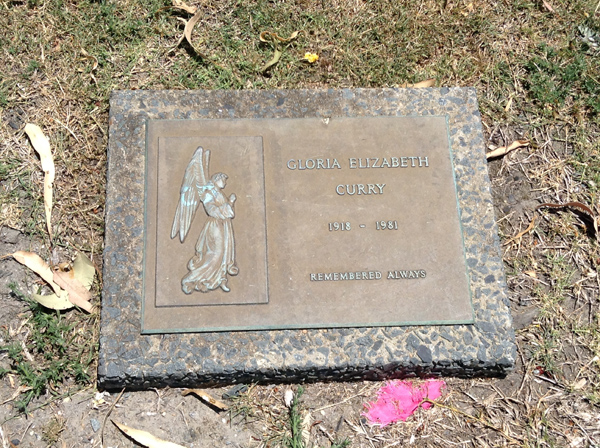 GLORIA ELIZABETH
CURRY
1918 - 1981
REMEMBERED ALWAYS